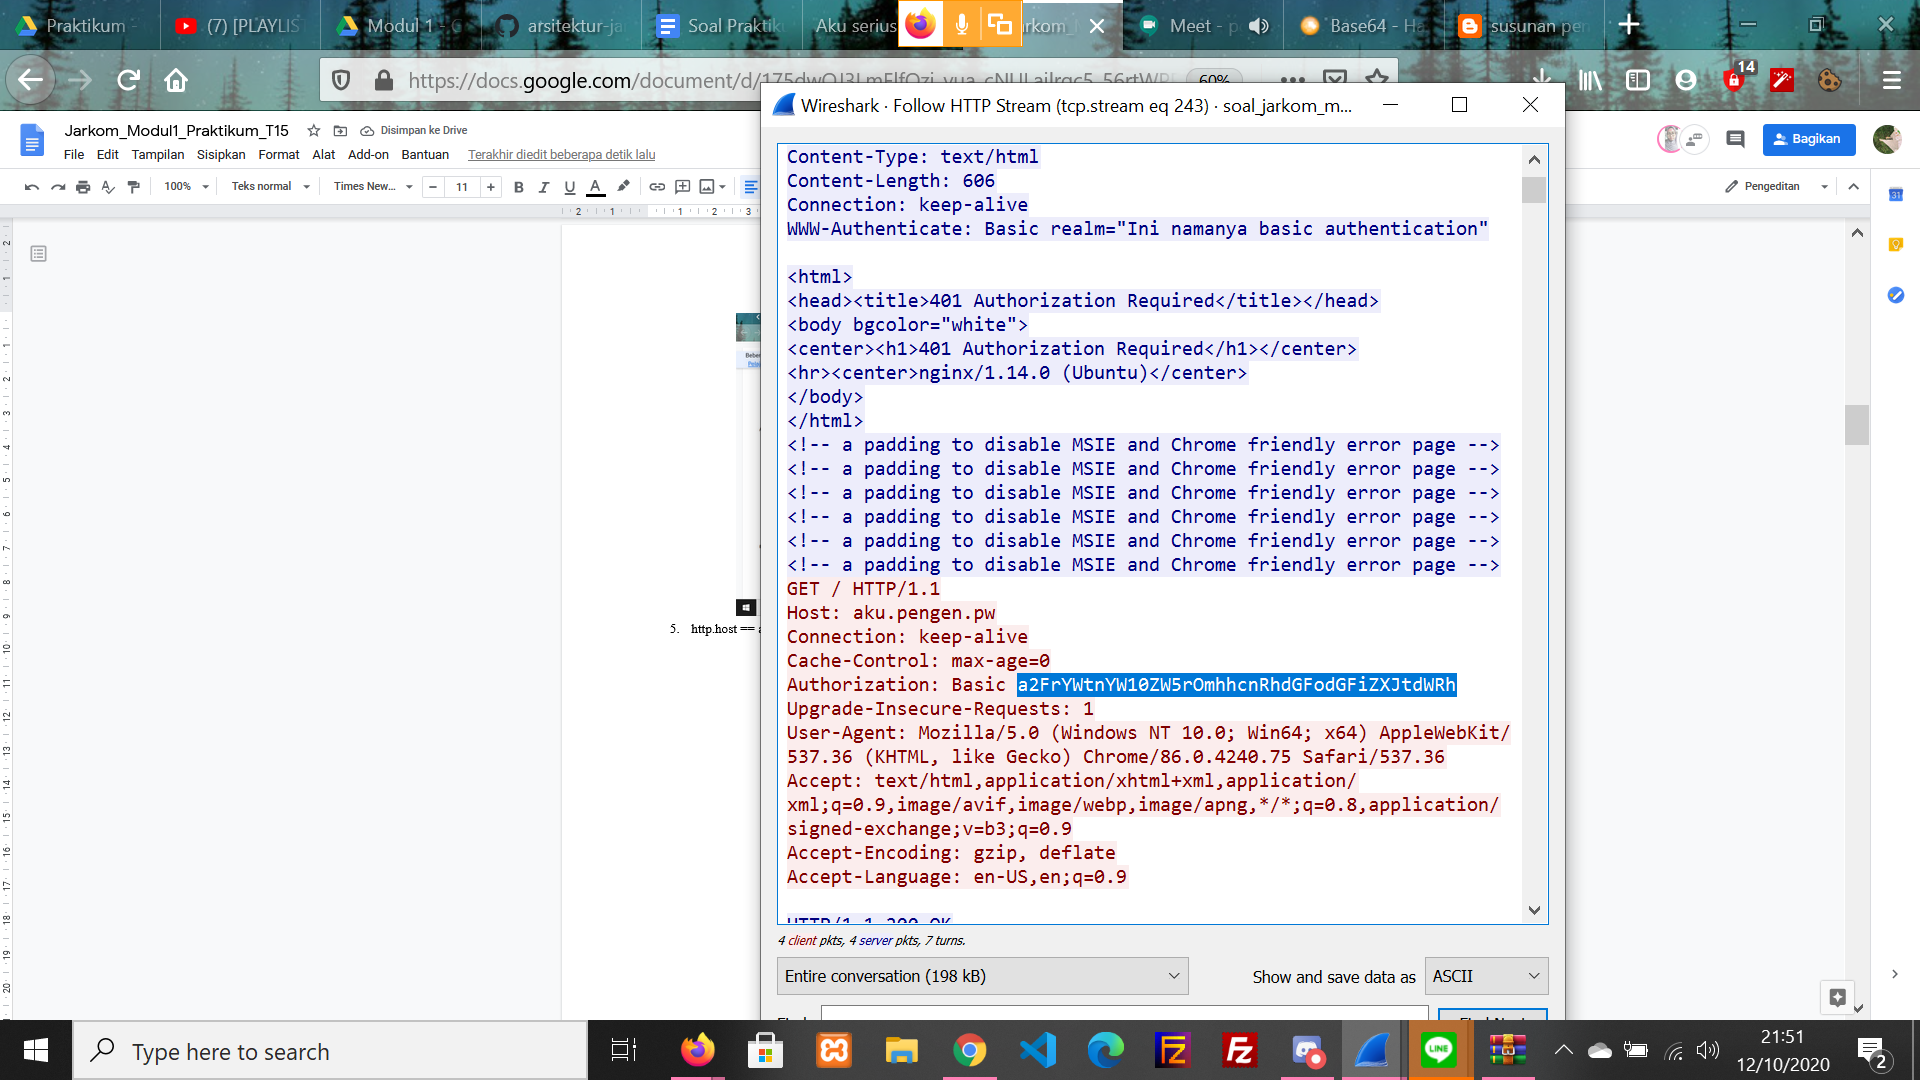 Praktikum -
(7) [PLAYLIS
Modul 1 - C
arsitektur-ja
Soal Praktik
Aku serius
Meet - p
Base64 - Ha
susunan pen
https://docs.google.com/document/d/
60%
14
Wireshark · Follow HTTP Stream (tcp.stream eq 243) · soal_jarkom_m...
Jarkom_Modul1_Praktikum_T15
Disimpan ke Drive
File Edit Tampilan Sisipkan Format Alat Add-on Bantuan Terakhir diedit beberapa detik lalu
Bagikan
100% Teks normal Times New... 11 B I U A
Pengeditan
Content-Type: text/html
Content-Length: 606
Connection: keep-alive
WWW-Authenticate: Basic realm="Ini namanya basic authentication"
<html>
<head><title>401 Authorization Required</title></head>
<body bgcolor="white">
<center><h1>401 Authorization Required</h1></center>
<hr><center>nginx/1.14.0 (Ubuntu)</center>
</body>
</html>
<!-- a padding to disable MSIE and Chrome friendly error page -->
<!-- a padding to disable MSIE and Chrome friendly error page -->
<!-- a padding to disable MSIE and Chrome friendly error page -->
<!-- a padding to disable MSIE and Chrome friendly error page -->
<!-- a padding to disable MSIE and Chrome friendly error page -->
<!-- a padding to disable MSIE and Chrome friendly error page -->
GET / HTTP/1.1
Host: aku.pengen.pw
Connection: keep-alive
Cache-Control: max-age=0
Authorization: Basic a2FrYWtnYW10ZW5rOmhhcnRhdGFodGFiZXJtdWRh
Upgrade-Insecure-Requests: 1
User-Agent: Mozilla/5.0 (Windows NT 10.0; Win64; x64) AppleWebKit/
537.36 (KHTML, like Gecko) Chrome/86.0.4240.75 Safari/537.36
Accept: text/html,application/xhtml+xml,application/
xml;q=0.9,image/avif,image/webp,image/apng,*/*;q=0.8,application/
signed-exchange;v=b3;q=0.9
Accept-Encoding: gzip, deflate
Accept-Language: en-US,en;q=0.9
HTTP/1.1 200 OK
5. http.host ==
4 client pkts, 4 server pkts, 7 turns.
Entire conversation (198 kB)
Show and save data as ASCII
Type here to search
21:51
12/10/2020
2